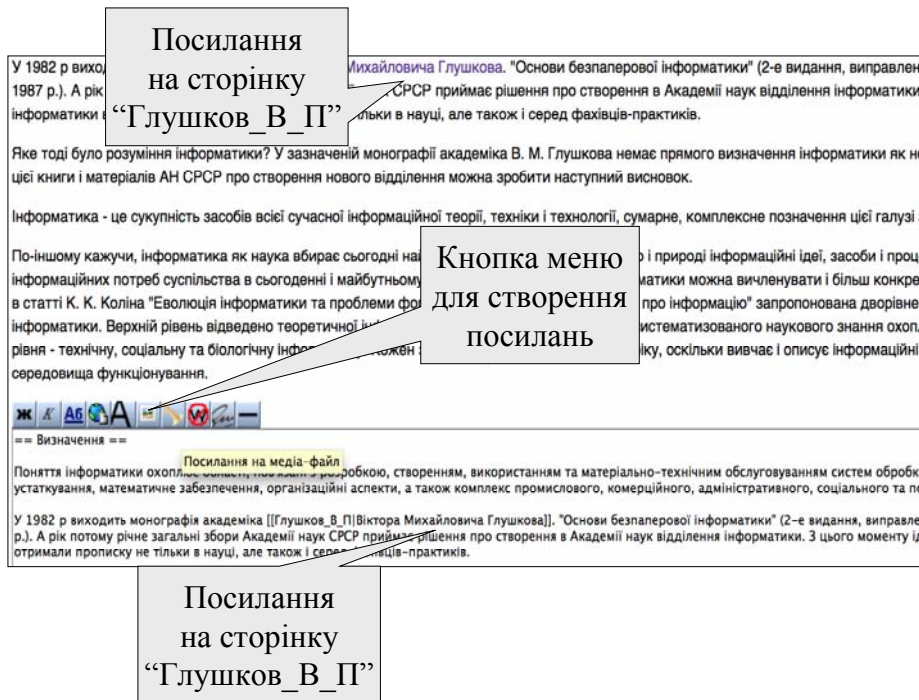 Посилання
на сторінку
“Глушков_В_П”
У 1982 р виход Михайловича Глушкова. "Основи безпаперової інформатики" (2-е видання, виправлен
1987 р.). А рік СРСР приймає рішення про створення в Академії наук відділення інформатики
інформатики в ільки в науці, але також і серед фахівців-практиків.
Яке тоді було розуміння інформатики? У зазначеній монографії академіка В. М. Глушкова немає прямого визначення інформатики як н
цієї книги і матеріалів АН СРСР про створення нового відділення можна зробити наступний висновок.
Інформатика - це сукупність засобів всієї сучасної інформаційної теорії, техніки і технології, сумарне, комплексне позначення цієї галузі
По-іншому кажучи, інформатика як наука вбирає сьогодні і природі інформаційні ідеї, засоби і проц
інформаційних потреб суспільства в сьогоденні і майбутньому матики можна вичленувати і більш конкре
в статті К. К. Коліна "Еволюція інформатики та проблеми про інформацію" запропонована дворівне
інформатики. Верхній рівень відведено теоретичної истематизованого наукового знання охопл
рівня - технічну, соціальну та біологічну оскільки вивчає і описує інформаційні
середовища функціонування.
Кнопка меню
для створення
посилань
Ж К Аб A W
== Визначення ==
Посилання на медіа-файл
Поняття інформатики розробкою, створенням, використанням та матеріально-технічним обслуговуванням систем обробк
устаткування, математичне забезпечення, організаційні аспекти, а також комплекс промислового, комерційного, адміністративного, соціального та по
У 1982 р виходить монографія академіка [[Глушков_В_П|Віктора Михайловича Глушкова]]. "Основи безпаперової інформатики" (2-е видання, виправле
р.). А рік потому річне загальні збори Академії наук СРСР приймає рішення про створення в Академії наук відділення інформатики. З цього моменту ід
отримали прописку не тільки в науці, але також і серед фахівців-практиків.
Посилання
на сторінку
“Глушков_В_П”